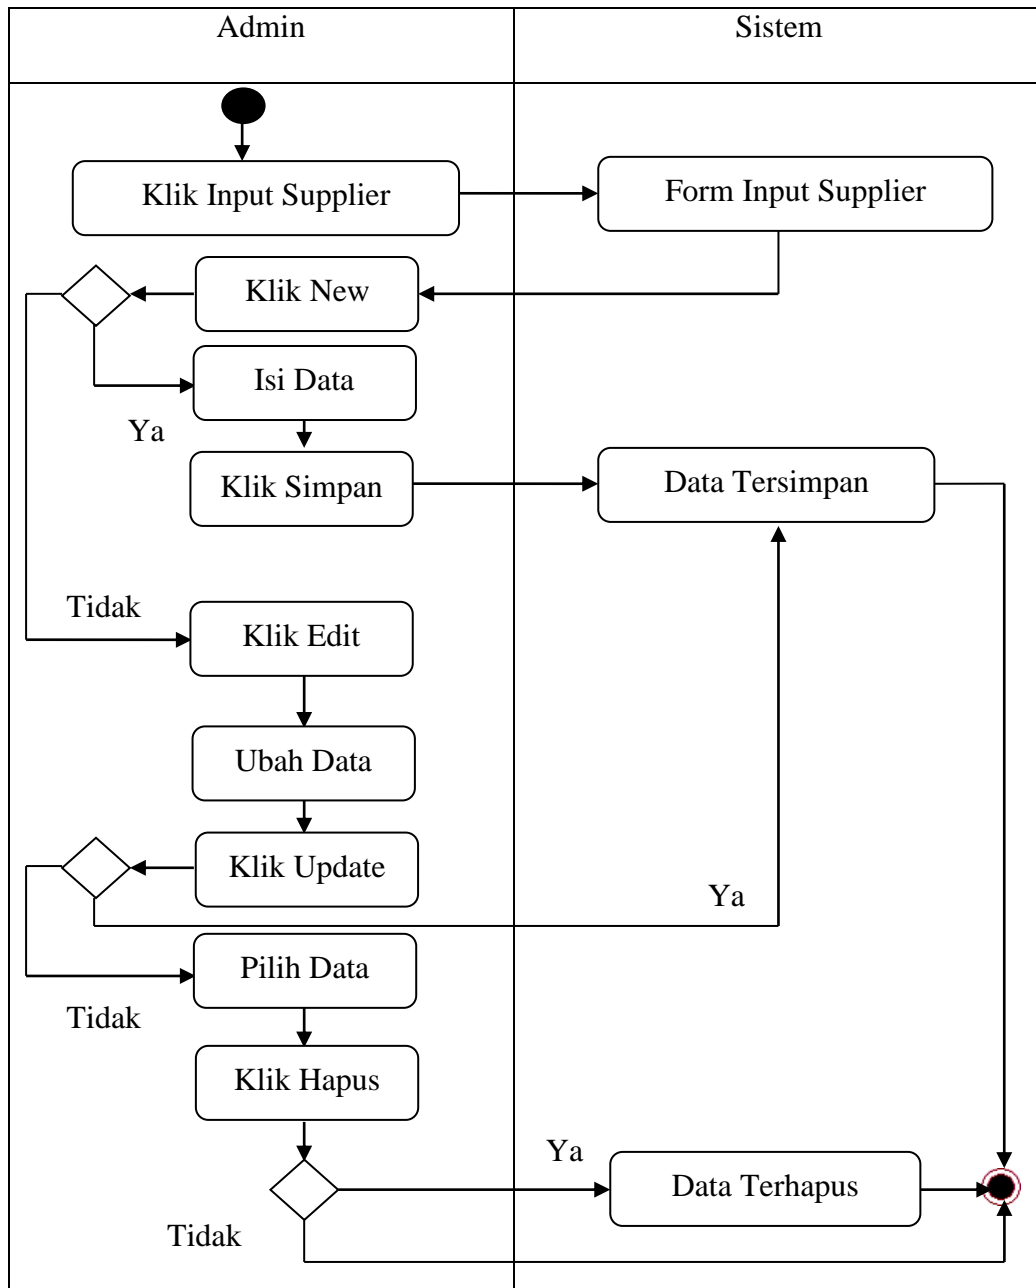 Admin
Sistem
Klik Input Supplier
Form Input Supplier
Klik New
Isi Data
Ya
Klik Simpan
Data Tersimpan
Tidak
Klik Edit
Ubah Data
Klik Update
Ya
Pilih Data
Tidak
Klik Hapus
Ya
Data Terhapus
Tidak